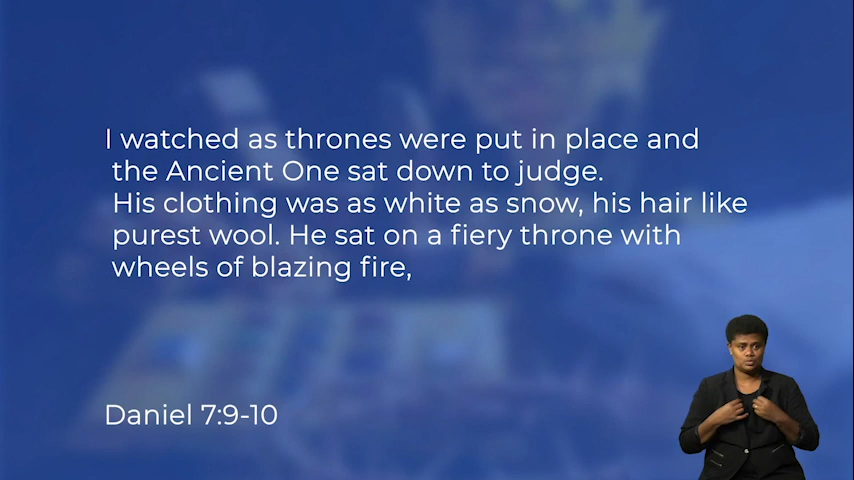 I watched as thrones were put in place and
the Ancient One sat down to judge.
His clothing was as white as snow, his hair like
purest wool. He sat on a fiery throne with
wheels of blazing fire,
Daniel 7:9-10